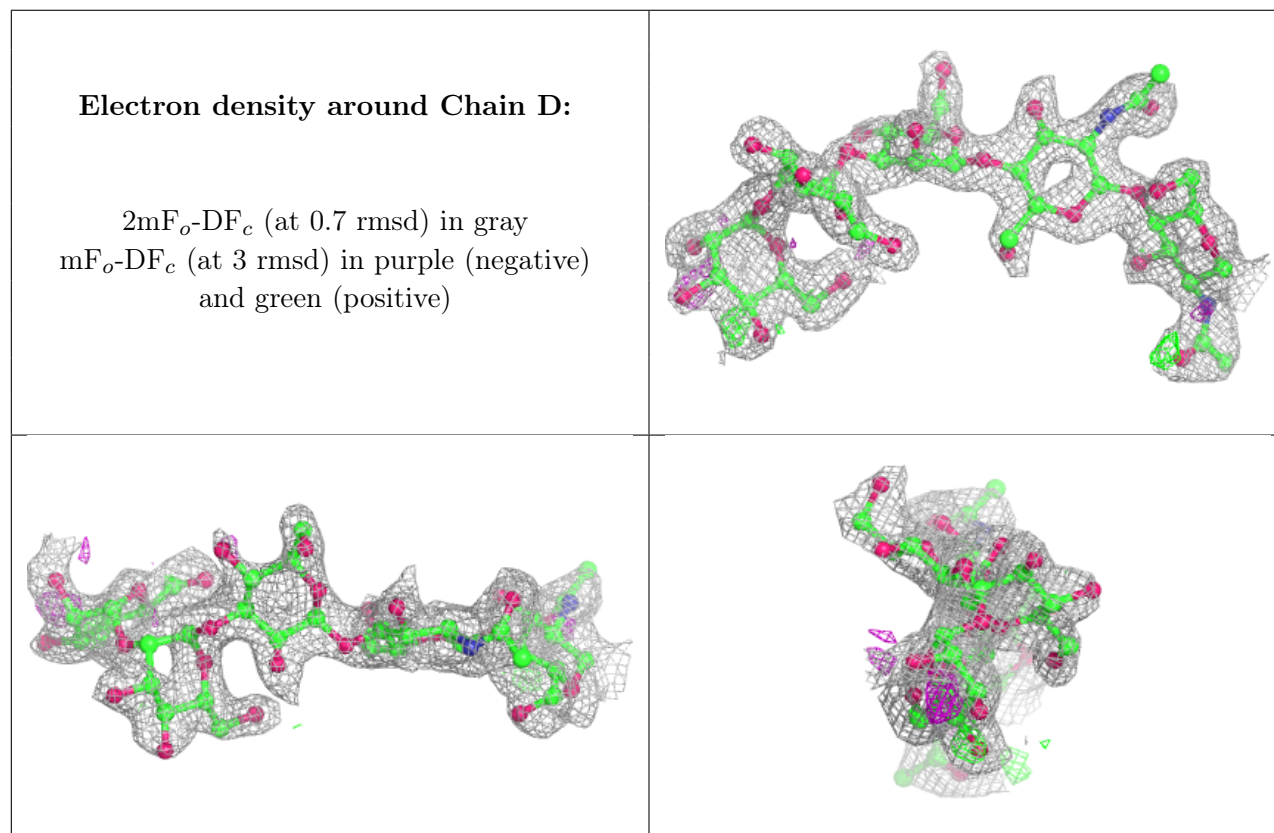 Electron density around Chain D:
2mFₒ-DF𝒸 (at 0.7 rmsd) in gray
mFₒ-DF𝒸 (at 3 rmsd) in purple (negative)
and green (positive)